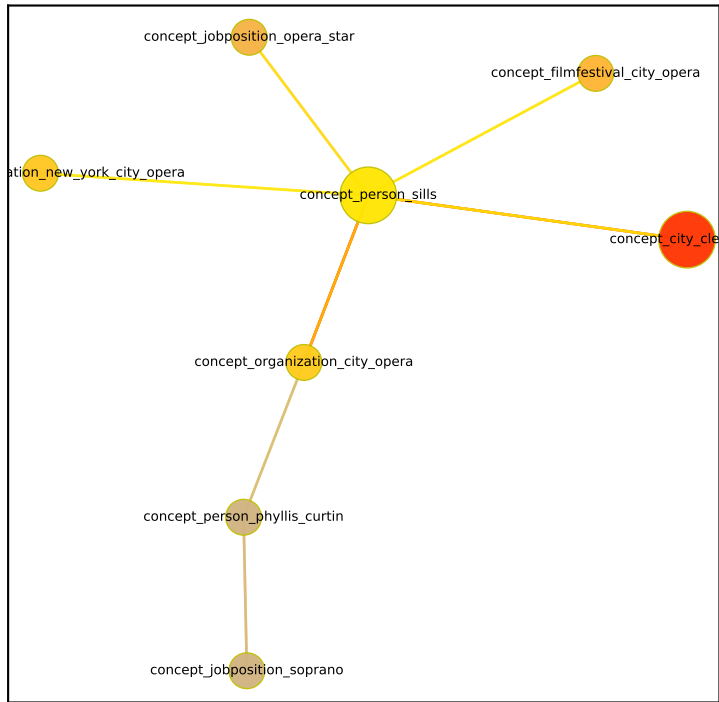 concept_jobposition_opera_star
concept_filmfestival_city_opera
ation_new_york_city_opera
concept_person_sills
concept_city_cle
concept_organization_city_opera
concept_person_phyllis_curtin
concept_jobposition_soprano